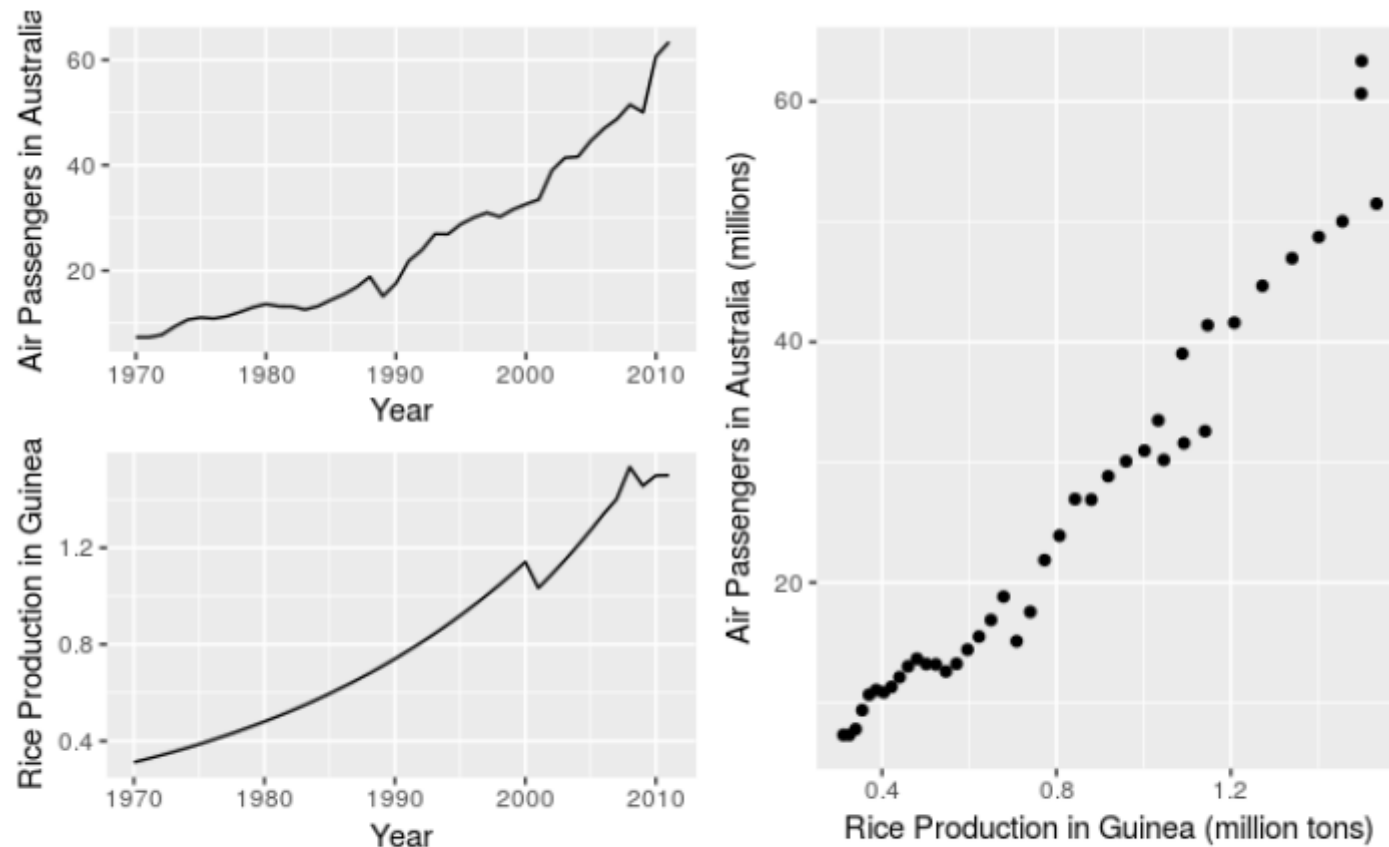 Air Passengers in Australia
60
40
20
1970 1980 1990 2000 2010
Year
Rice Production in Guinea
1.2
0.8
0.4
1970 1980 1990 2000 2010
Year
Air Passengers in Australia (millions)
60
40
20
0.4 0.8 1.2
Rice Production in Guinea (million tons)